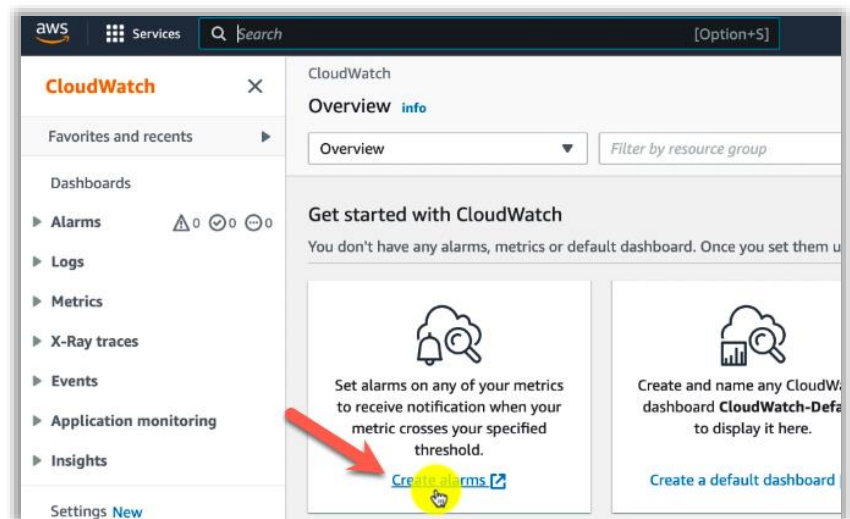 aws Services Search [Option+S]
CloudWatch
Favorites and recents
Dashboards
Alarms 0 0 0
Logs
Metrics
X-Ray traces
Events
Application monitoring
Insights
Settings New
CloudWatch
Overview info
Overview Filter by resource group
Get started with CloudWatch
You don't have any alarms, metrics or default dashboard. Once you set them u
Set alarms on any of your metrics
to receive notification when your
metric crosses your specified
threshold.
Create alarms
Create and name any CloudWa
dashboard CloudWatch-Defa
to display it here.
Create a default dashboard